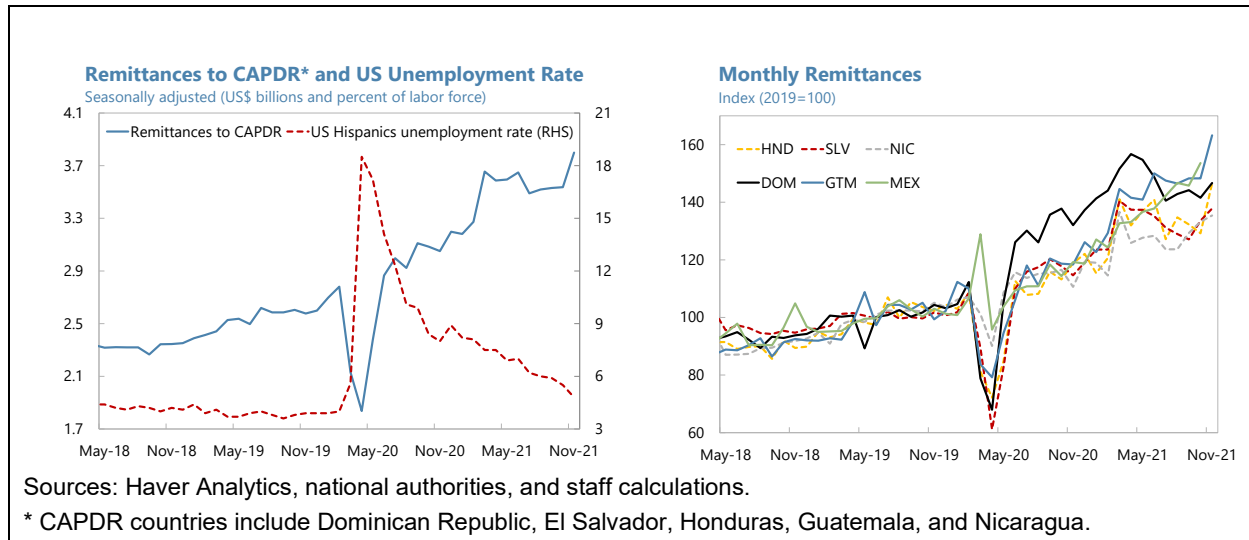 Remittances to CAPDR* and US Unemployment Rate
Seasonally adjusted (US$ billions and percent of labor force)
4.1
3.7
3.3
2.9
2.5
2.1
1.7
21
18
15
12
9
6
3
Remittances to CAPDR
US Hispanics unemployment rate (RHS)
May-18 Nov-18 May-19 Nov-19 May-20 Nov-20 May-21 Nov-21
Monthly Remittances
Index (2019=100)
160
140
120
100
80
60
HND SLV NIC
DOM GTM MEX
May-18 Nov-18 May-19 Nov-19 May-20 Nov-20 May-21 Nov-21
Sources: Haver Analytics, national authorities, and staff calculations.
* CAPDR countries include Dominican Republic, El Salvador, Honduras, Guatemala, and Nicaragua.